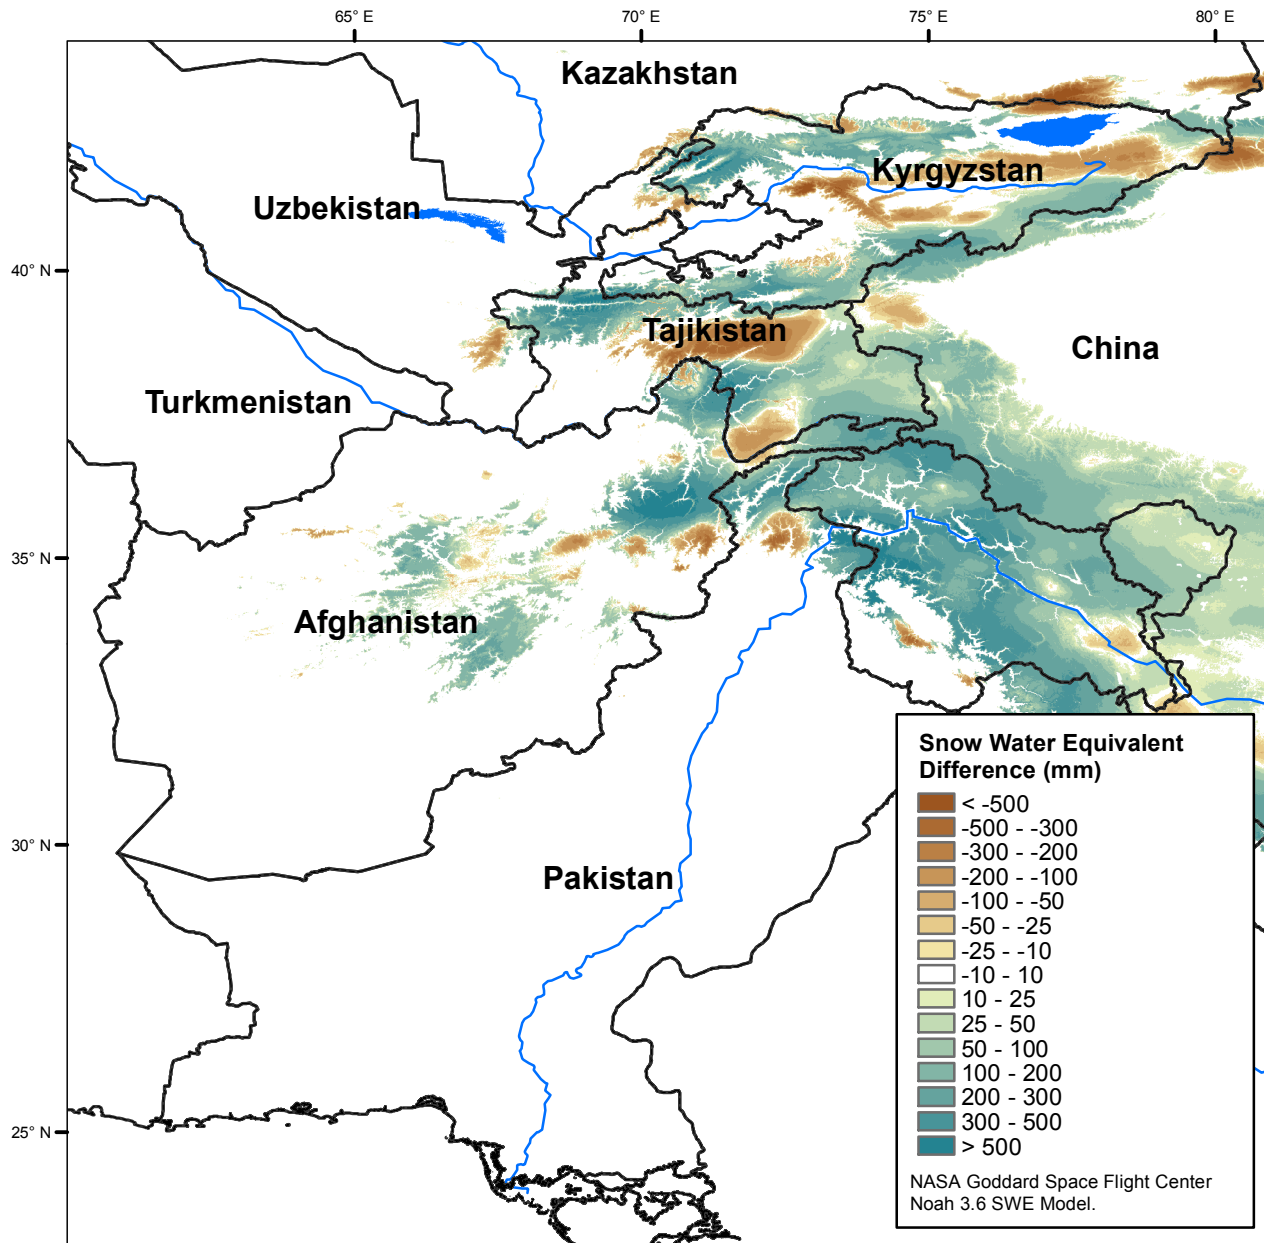 65° E
70° E
75° E
80° E
Kazakhstan
Kyrgyzstan
Uzbekistan
40° N
Tajikistan
China
Turkmenistan
35° N
Afghanistan
Snow Water Equivalent
Difference (mm)
< -500
-500 - -300
-300 - -200
-200 - -100
-100 - -50
-50 - -25
-25 - -10
-10 - 10
10 - 25
25 - 50
50 - 100
100 - 200
200 - 300
300 - 500
> 500
30° N
Pakistan
25° N
NASA Goddard Space Flight Center
Noah 3.6 SWE Model.